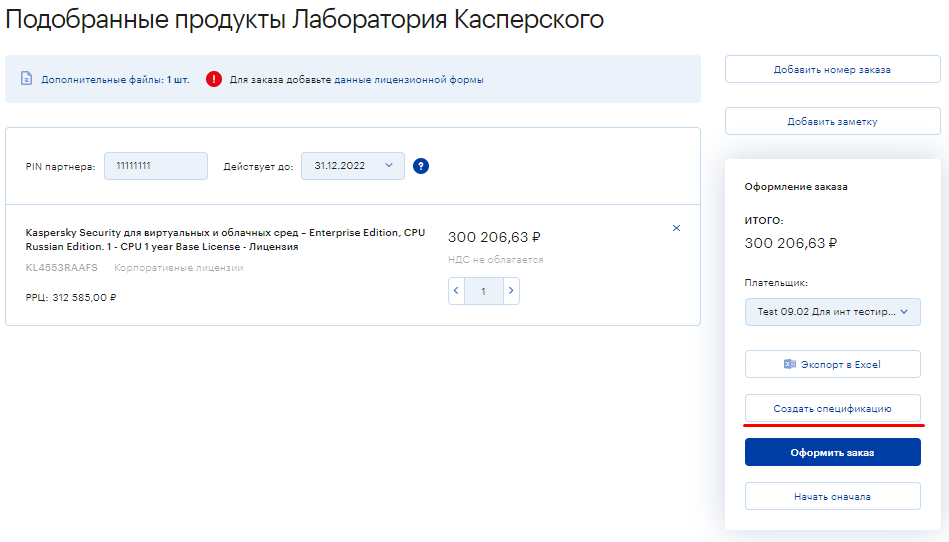 Подобранные продукты Лаборатория Касперского
Дополнительные файлы: 1 шт.
! Для заказа добавьте данные лицензионной формы
PIN партнера: 11111111 Действует до: 31.12.2022 ?
Kaspersky Security для виртуальных и облачных сред – Enterprise Edition, CPU
Russian Edition. 1 - CPU 1 year Base License - Лицензия
KL4553RAAFS Корпоративные лицензии
РРЦ: 312 585,00 ₽
300 206,63 ₽
НДС не облагается
1
Добавить номер заказа
Добавить заметку
Оформление заказа
ИТОГО:
300 206,63 ₽
Плательщик:
Test 09.02 Для инт тестир...
Экспорт в Excel
Создать спецификацию
Оформить заказ
Начать сначала